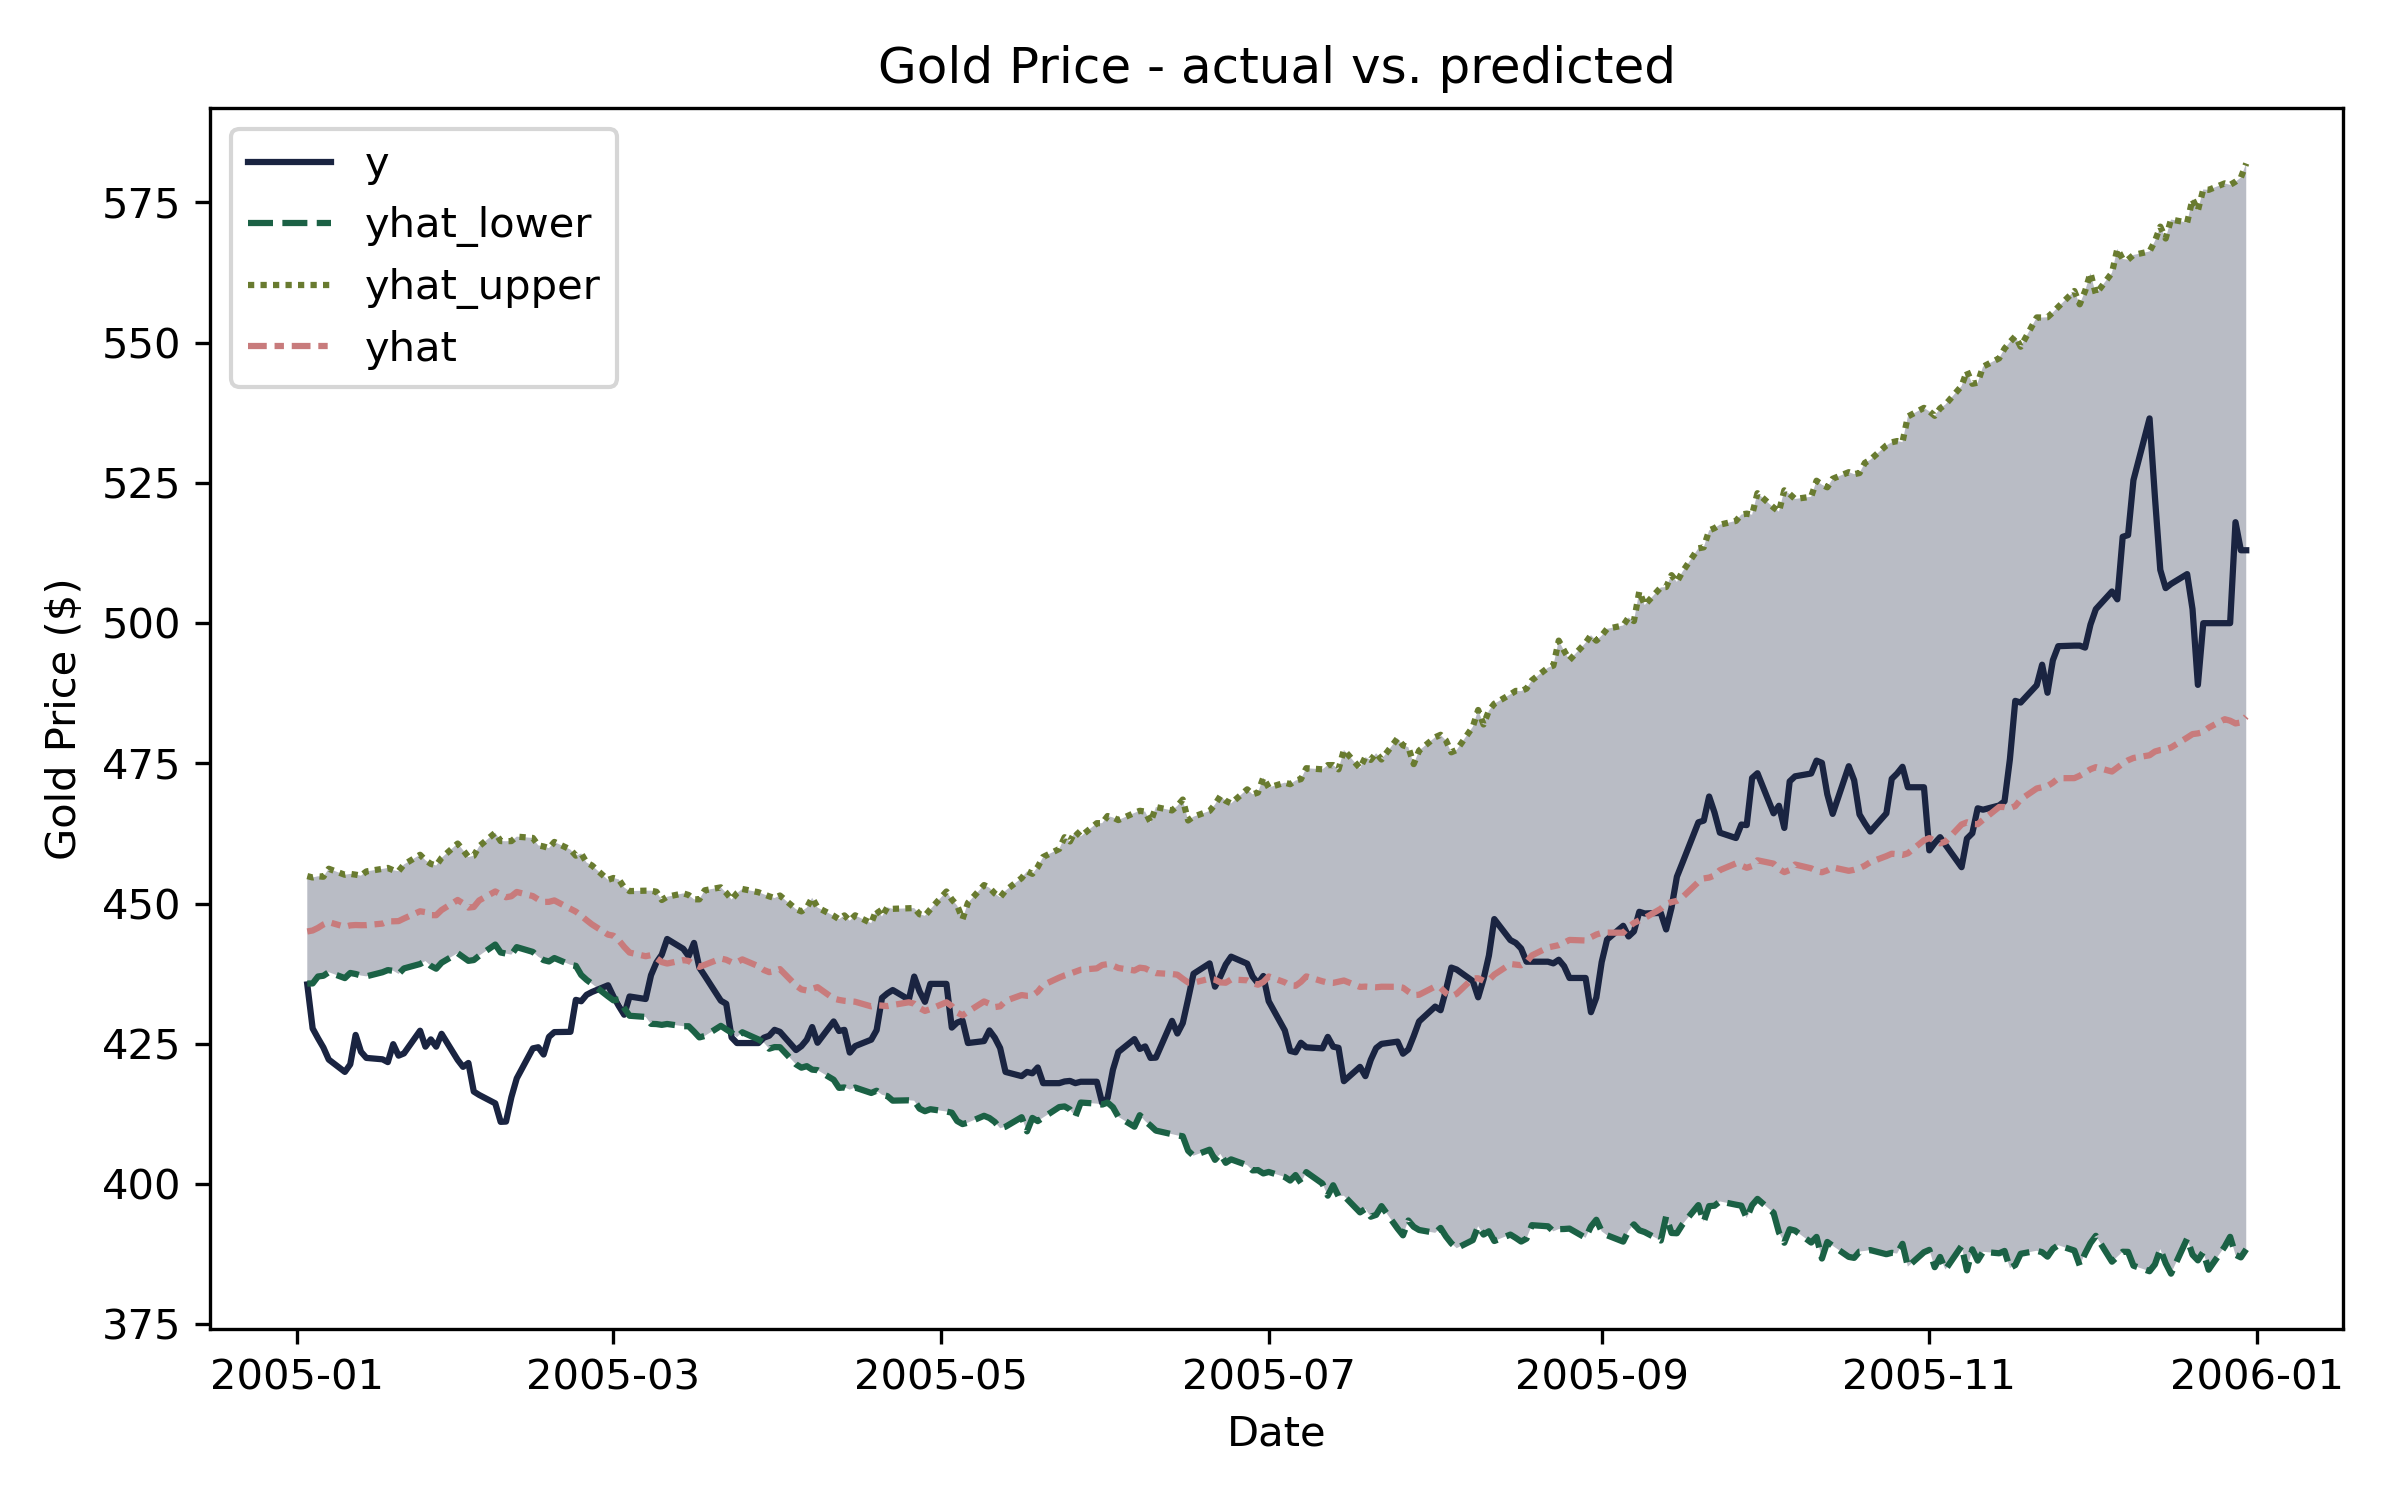 Gold Price - actual vs. predicted
y
yhat_lower
yhat_upper
yhat
Gold Price ($)
575
550
525
500
475
450
425
400
375
2005-01 2005-03 2005-05 2005-07 2005-09 2005-11 2006-01
Date